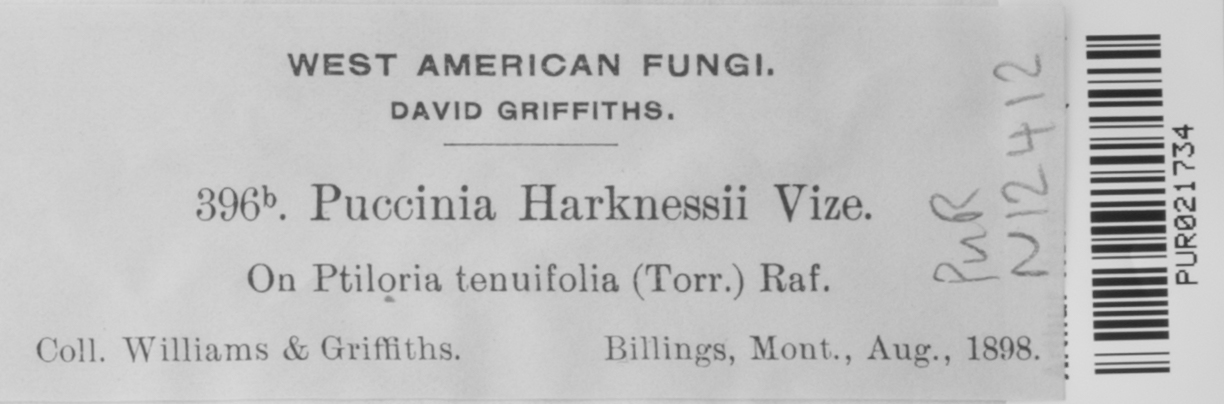 WEST AMERICAN FUNGI.
DAVID GRIFFITHS.
396ᵇ. Puccinia Harknessii Vize.
On Ptiloria tenuifolia (Torr.) Raf.
Coll. Williams & Griffiths. Billings, Mont., Aug., 1898.
PUR
N12412
PUR021734